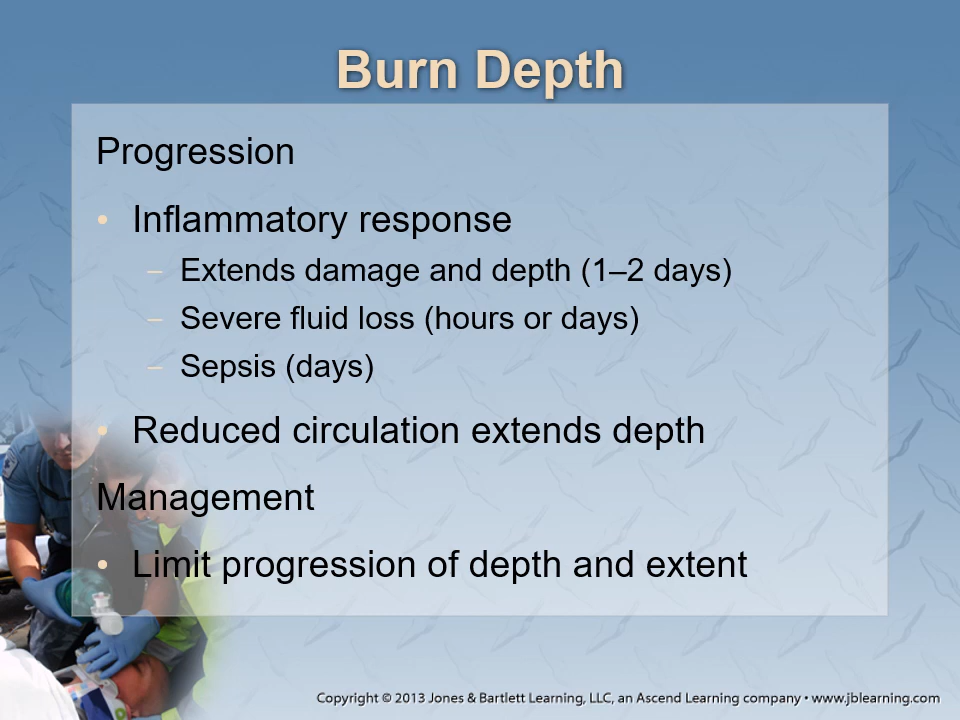 Burn Depth
Progression
• Inflammatory response
– Extends damage and depth (1–2 days)
– Severe fluid loss (hours or days)
– Sepsis (days)
• Reduced circulation extends depth
Management
• Limit progression of depth and extent
Copyright © 2013 Jones & Bartlett Learning, LLC, an Ascend Learning company • www.jblearning.com